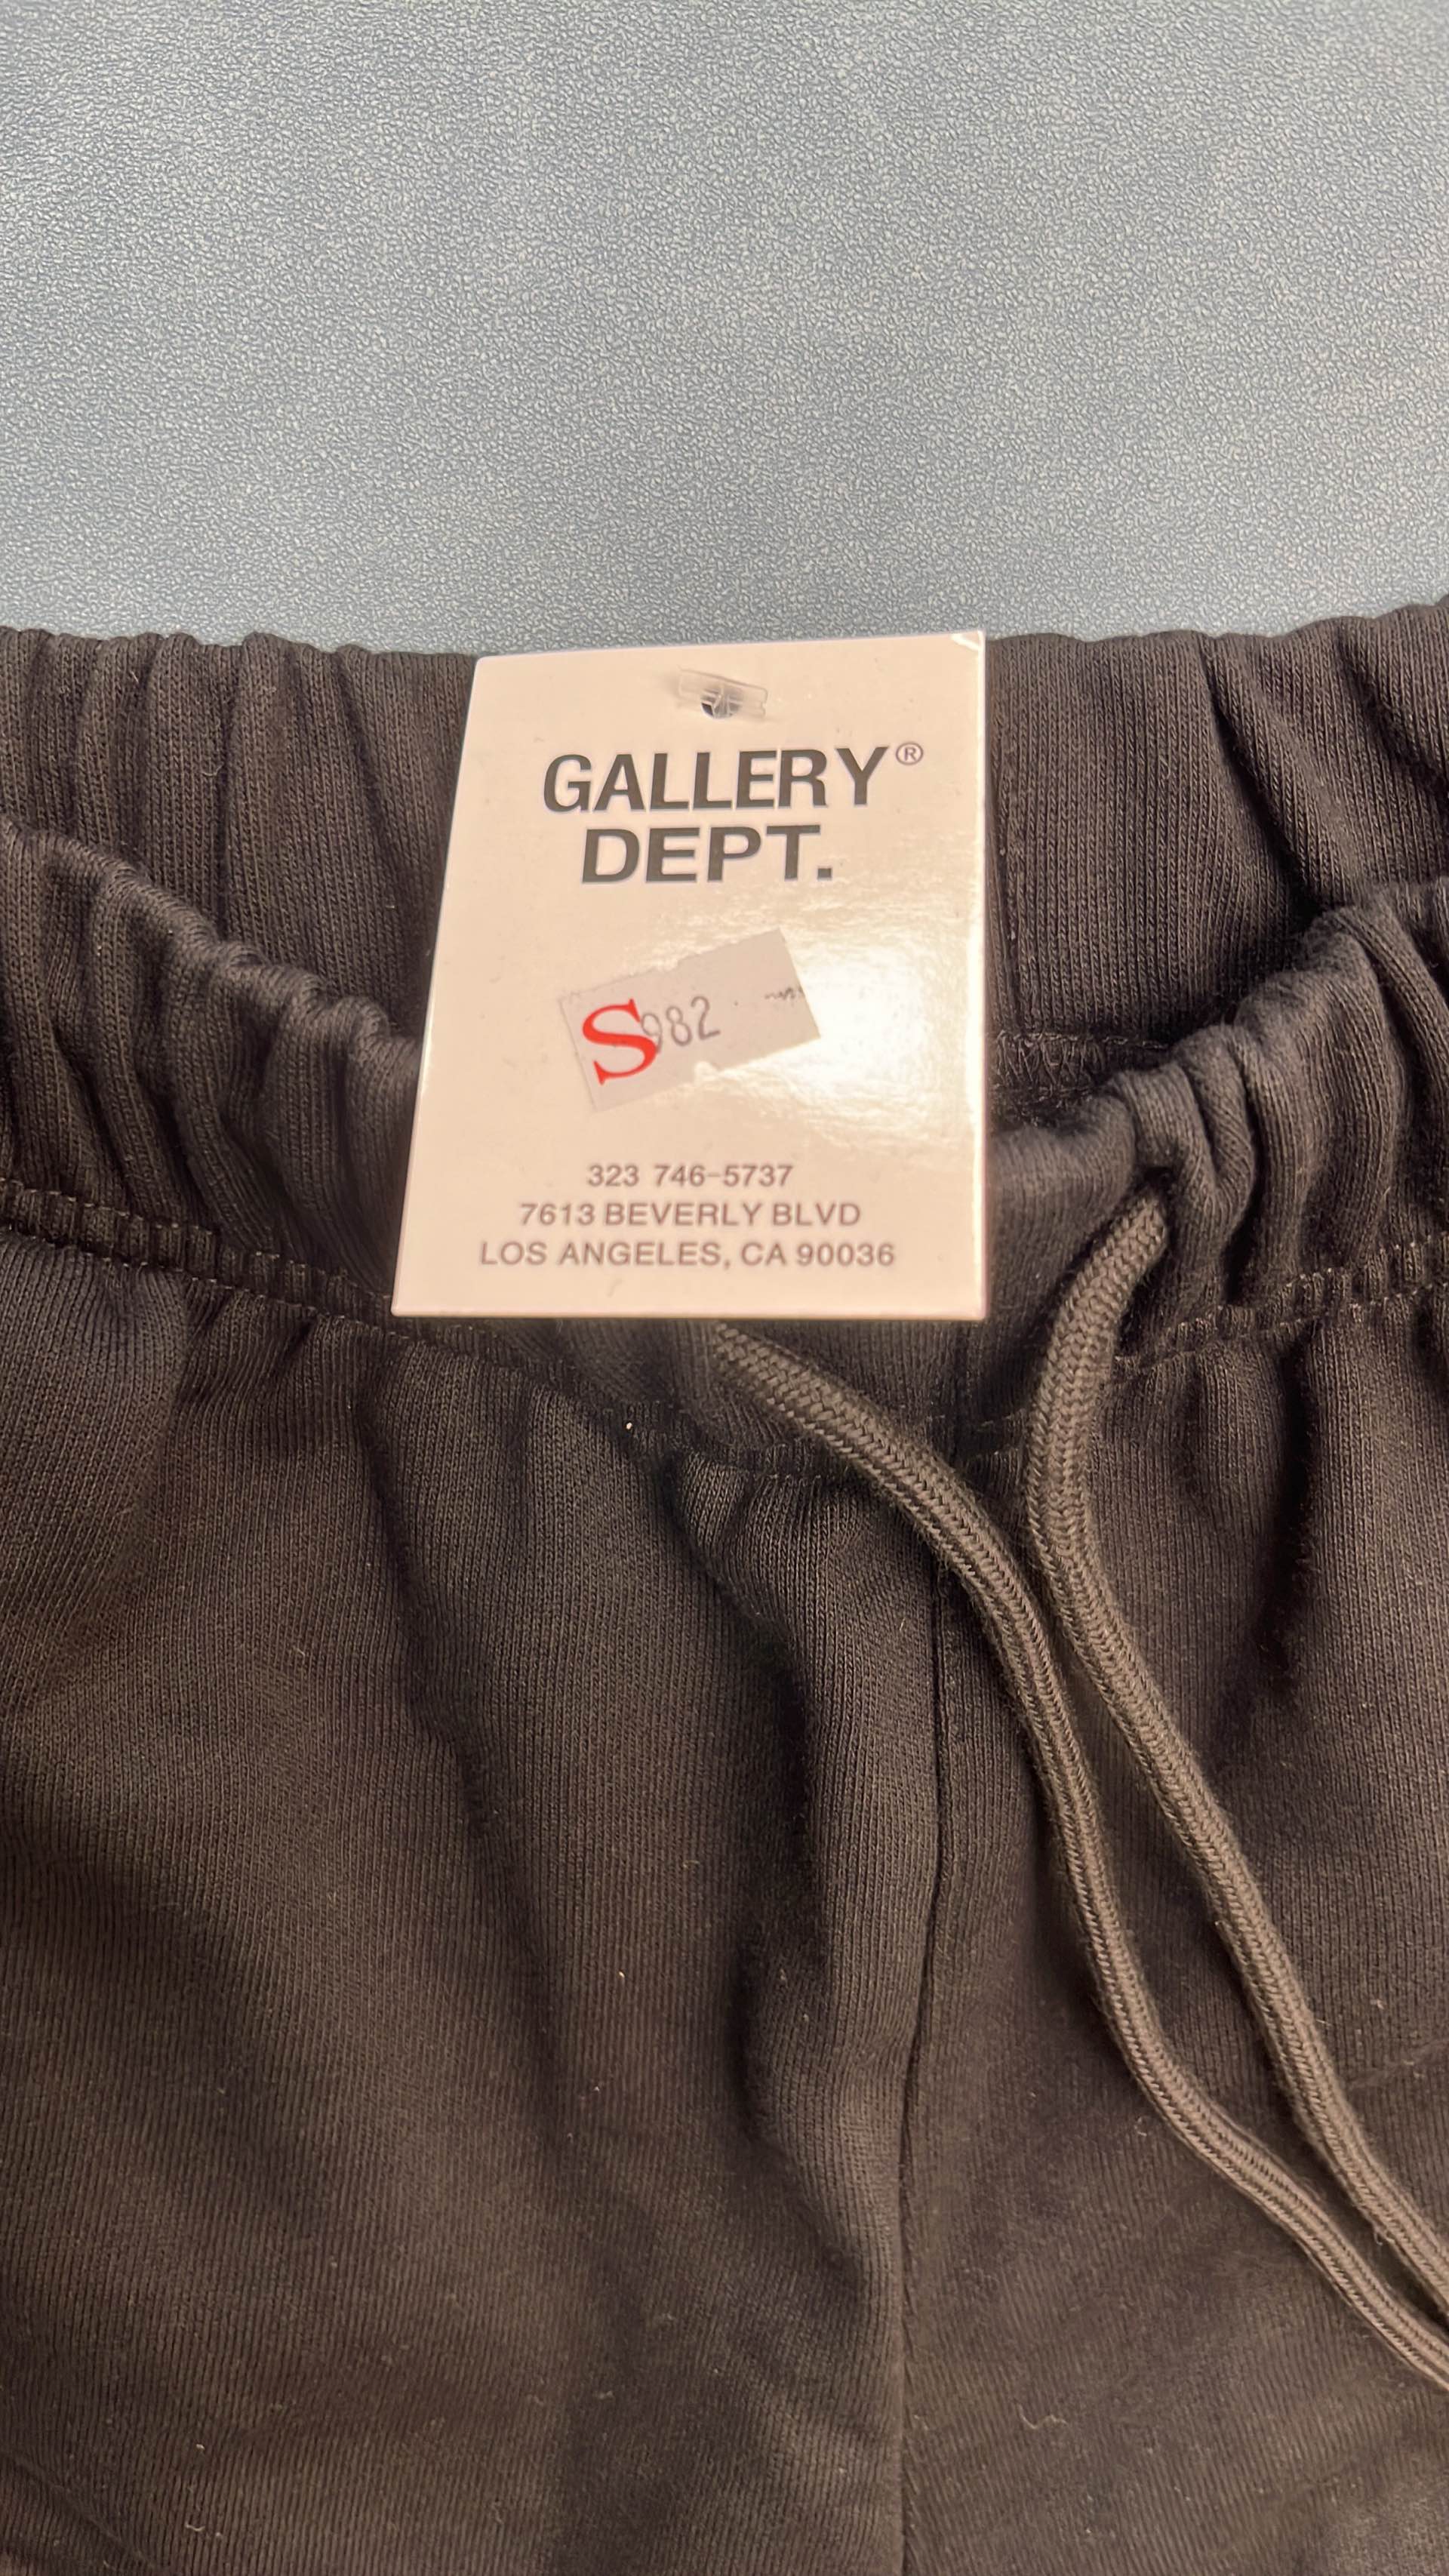 GALLERY®
DEPT.
S982
323 746-5737
7613 BEVERLY BLVD
LOS ANGELES, CA 90036